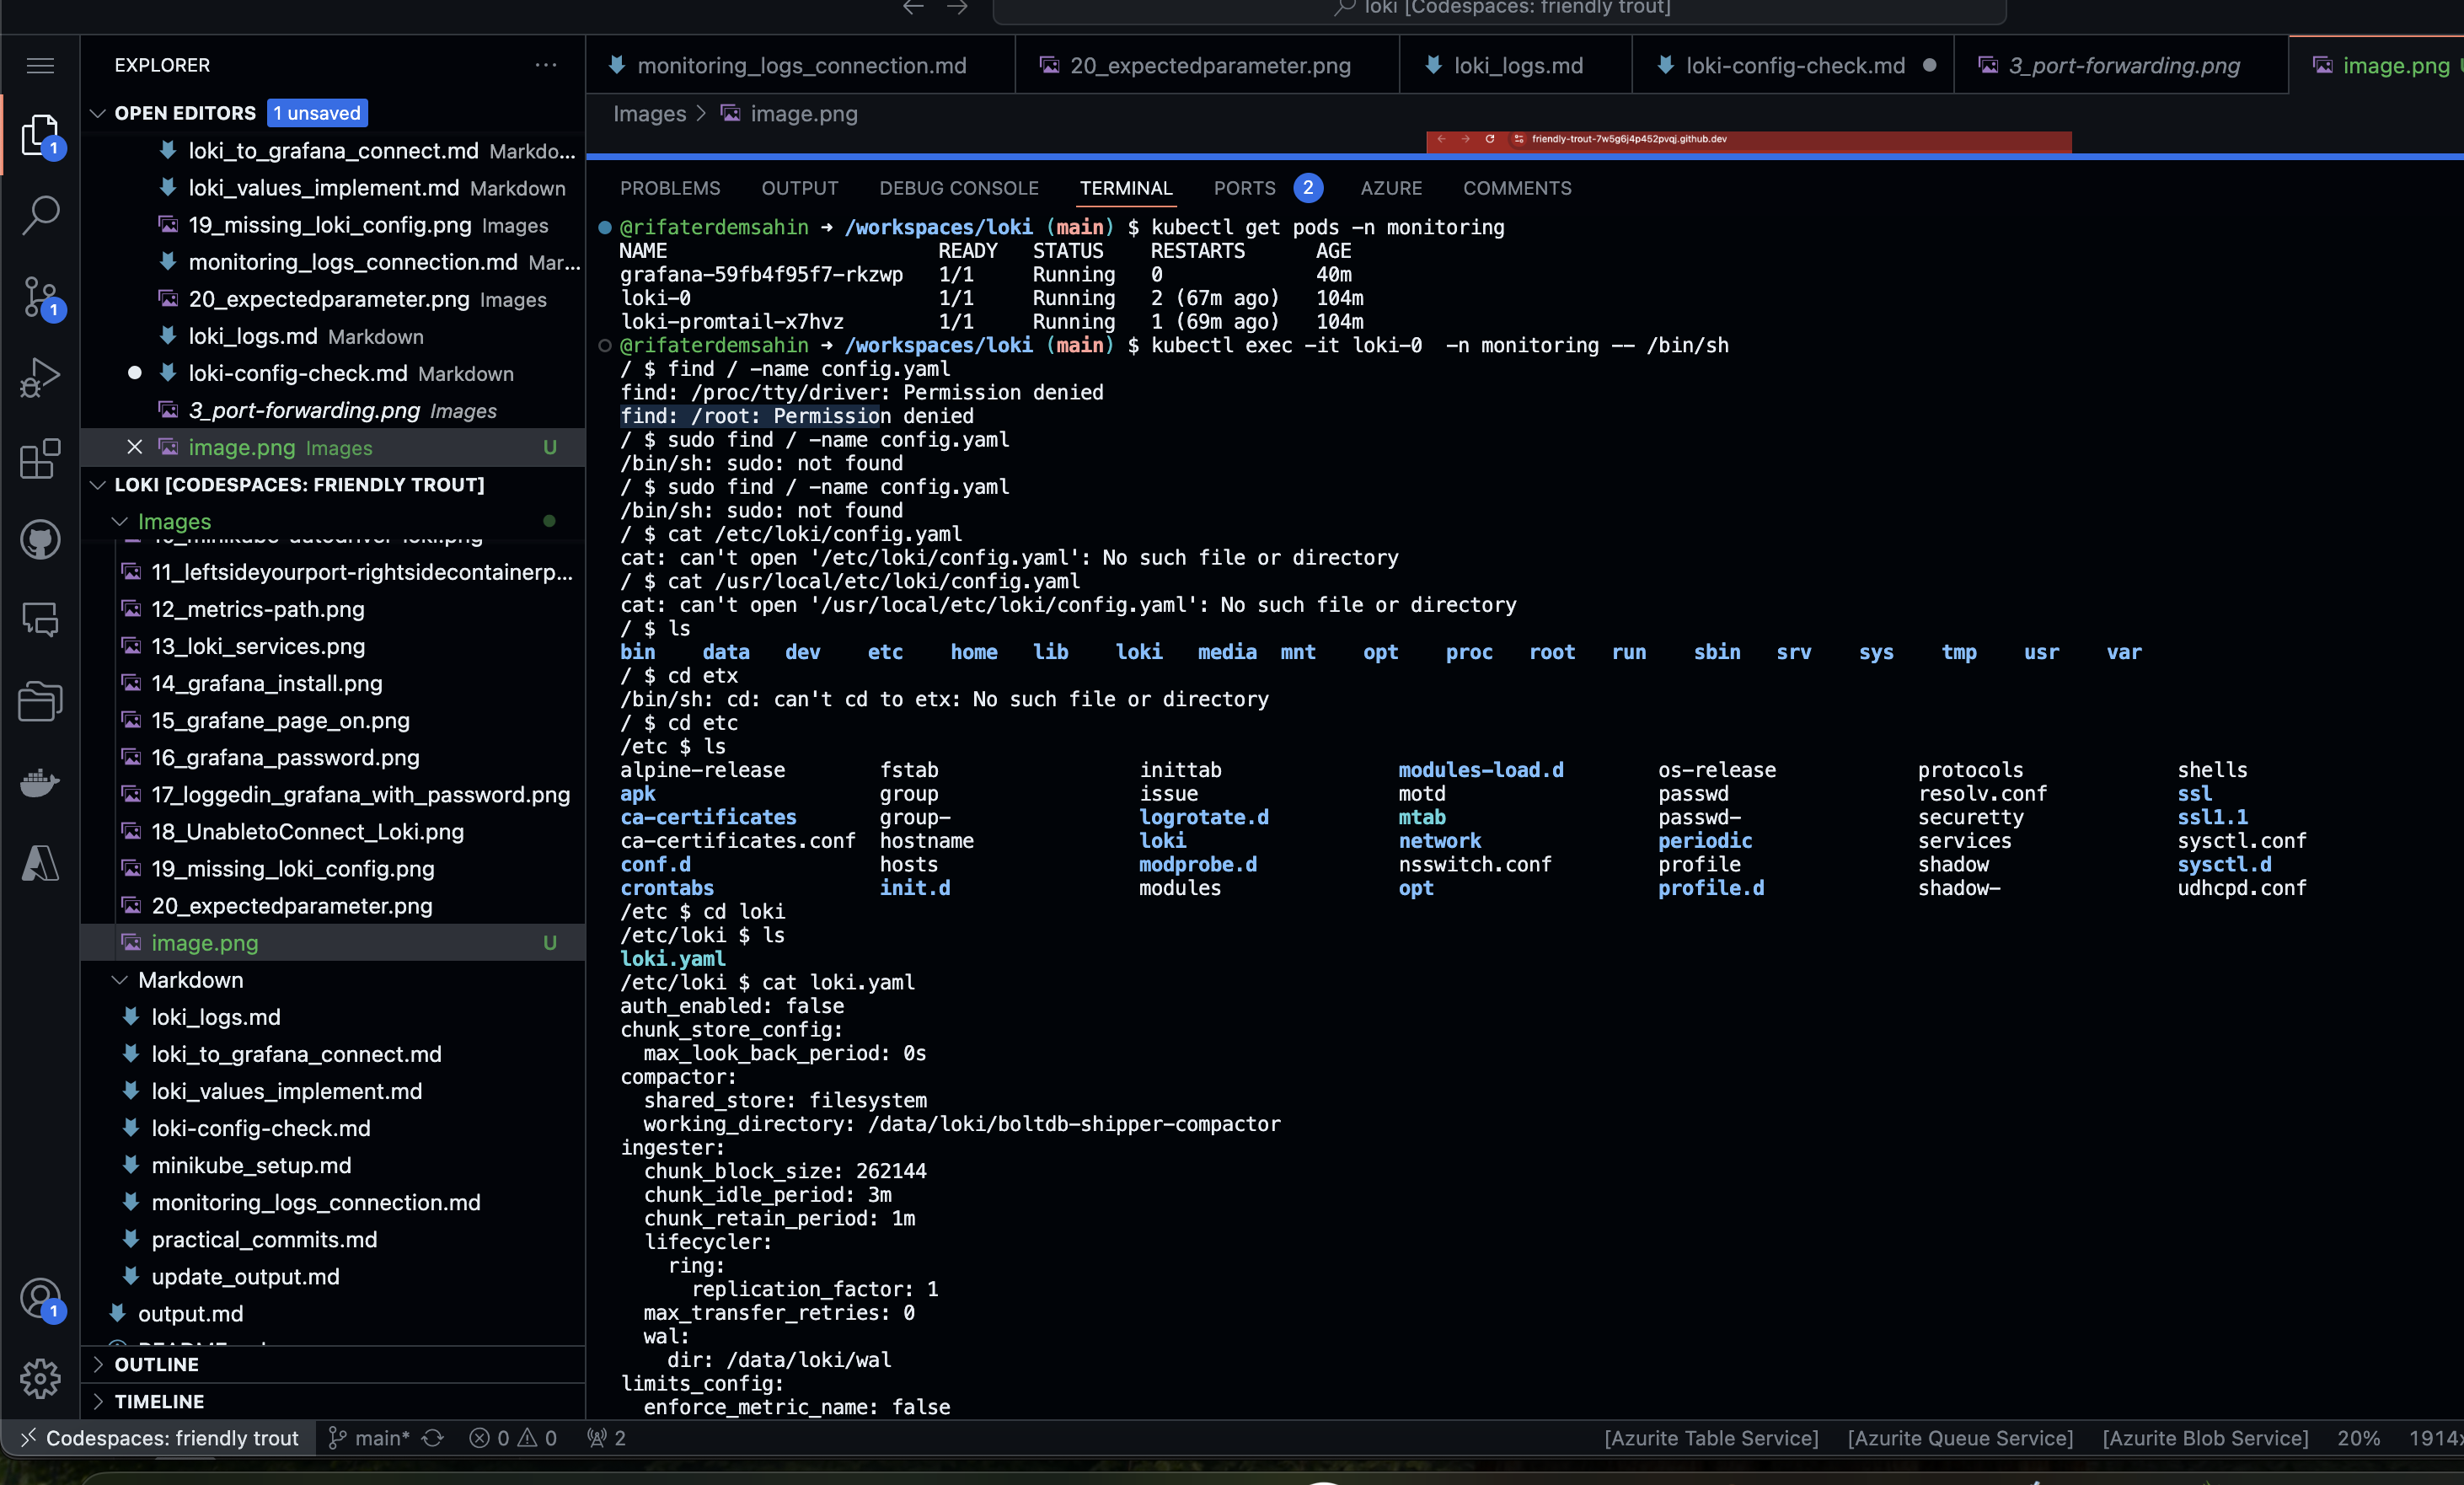 loki [Codespaces: friendly trout]
EXPLORER
OPEN EDITORS 1 unsaved
loki_to_grafana_connect.md Markdo...
loki_values_implement.md Markdown
19_missing_loki_config.png Images
monitoring_logs_connection.md Mar...
20_expectedparameter.png Images
loki_logs.md Markdown
loki-config-check.md Markdown
3_port-forwarding.png Images
image.png Images U
LOKI [CODESPACES: FRIENDLY TROUT]
Images
11_leftsideyourport-rightsidecontainerp...
12_metrics-path.png
13_loki_services.png
14_grafana_install.png
15_grafane_page_on.png
16_grafana_password.png
17_loggedin_grafana_with_password.png
18_UnabletoConnect_Loki.png
19_missing_loki_config.png
20_expectedparameter.png
image.png U
Markdown
loki_logs.md
loki_to_grafana_connect.md
loki_values_implement.md
loki-config-check.md
minikube_setup.md
monitoring_logs_connection.md
practical_commits.md
update_output.md
output.md
OUTLINE
TIMELINE
1
1
1
monitoring_logs_connection.md 20_expectedparameter.png loki_logs.md loki-config-check.md 3_port-forwarding.png image.png
Images > image.png
friendly-trout-7w5g6j4p452pvqj.github.dev
PROBLEMS OUTPUT DEBUG CONSOLE TERMINAL PORTS 2 AZURE COMMENTS
@rifaterdemsahin → /workspaces/loki (main) $ kubectl get pods -n monitoring
NAME READY STATUS RESTARTS AGE
grafana-59fb4f95f7-rkzwp 1/1 Running 0 40m
loki-0 1/1 Running 2 (67m ago) 104m
loki-promtail-x7hvz 1/1 Running 1 (69m ago) 104m
@rifaterdemsahin → /workspaces/loki (main) $ kubectl exec -it loki-0  -n monitoring -- /bin/sh
/ $ find / -name config.yaml
find: /proc/tty/driver: Permission denied
find: /root: Permission denied
/ $ sudo find / -name config.yaml
/bin/sh: sudo: not found
/ $ sudo find / -name config.yaml
/bin/sh: sudo: not found
/ $ cat /etc/loki/config.yaml
cat: can't open '/etc/loki/config.yaml': No such file or directory
/ $ cat /usr/local/etc/loki/config.yaml
cat: can't open '/usr/local/etc/loki/config.yaml': No such file or directory
/ $ ls
bin data dev etc home lib loki media mnt opt proc root run sbin srv sys tmp usr var
/ $ cd etx
/bin/sh: cd: can't cd to etx: No such file or directory
/ $ cd etc
/etc $ ls
alpine-release fstab inittab modules-load.d os-release protocols shells
apk group issue motd passwd resolv.conf ssl
ca-certificates group- logrotate.d mtab passwd- securetty ssl1.1
ca-certificates.conf hostname loki network periodic services sysctl.conf
conf.d hosts modprobe.d nsswitch.conf profile shadow sysctl.d
crontabs init.d modules opt profile.d shadow- udhcpd.conf
/etc $ cd loki
/etc/loki $ ls
loki.yaml
/etc/loki $ cat loki.yaml
auth_enabled: false
chunk_store_config:
  max_look_back_period: 0s
compactor:
  shared_store: filesystem
  working_directory: /data/loki/boltdb-shipper-compactor
ingester:
  chunk_block_size: 262144
  chunk_idle_period: 3m
  chunk_retain_period: 1m
  lifecycler:
    ring:
      replication_factor: 1
  max_transfer_retries: 0
  wal:
    dir: /data/loki/wal
limits_config:
  enforce_metric_name: false
Codespaces: friendly trout main* 0 0 2 [Azurite Table Service] [Azurite Queue Service] [Azurite Blob Service] 20%